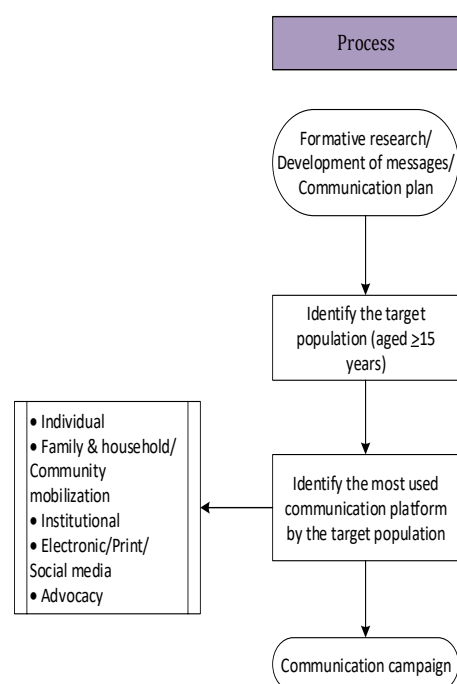 Process
Formative research/
Development of messages/
Communication plan
Identify the target
population (aged ≥15
years)
• Individual
• Family & household/
Community
mobilization
• Institutional
• Electronic/Print/
Social media
• Advocacy
Identify the most used
communication platform
by the target population
Communication campaign